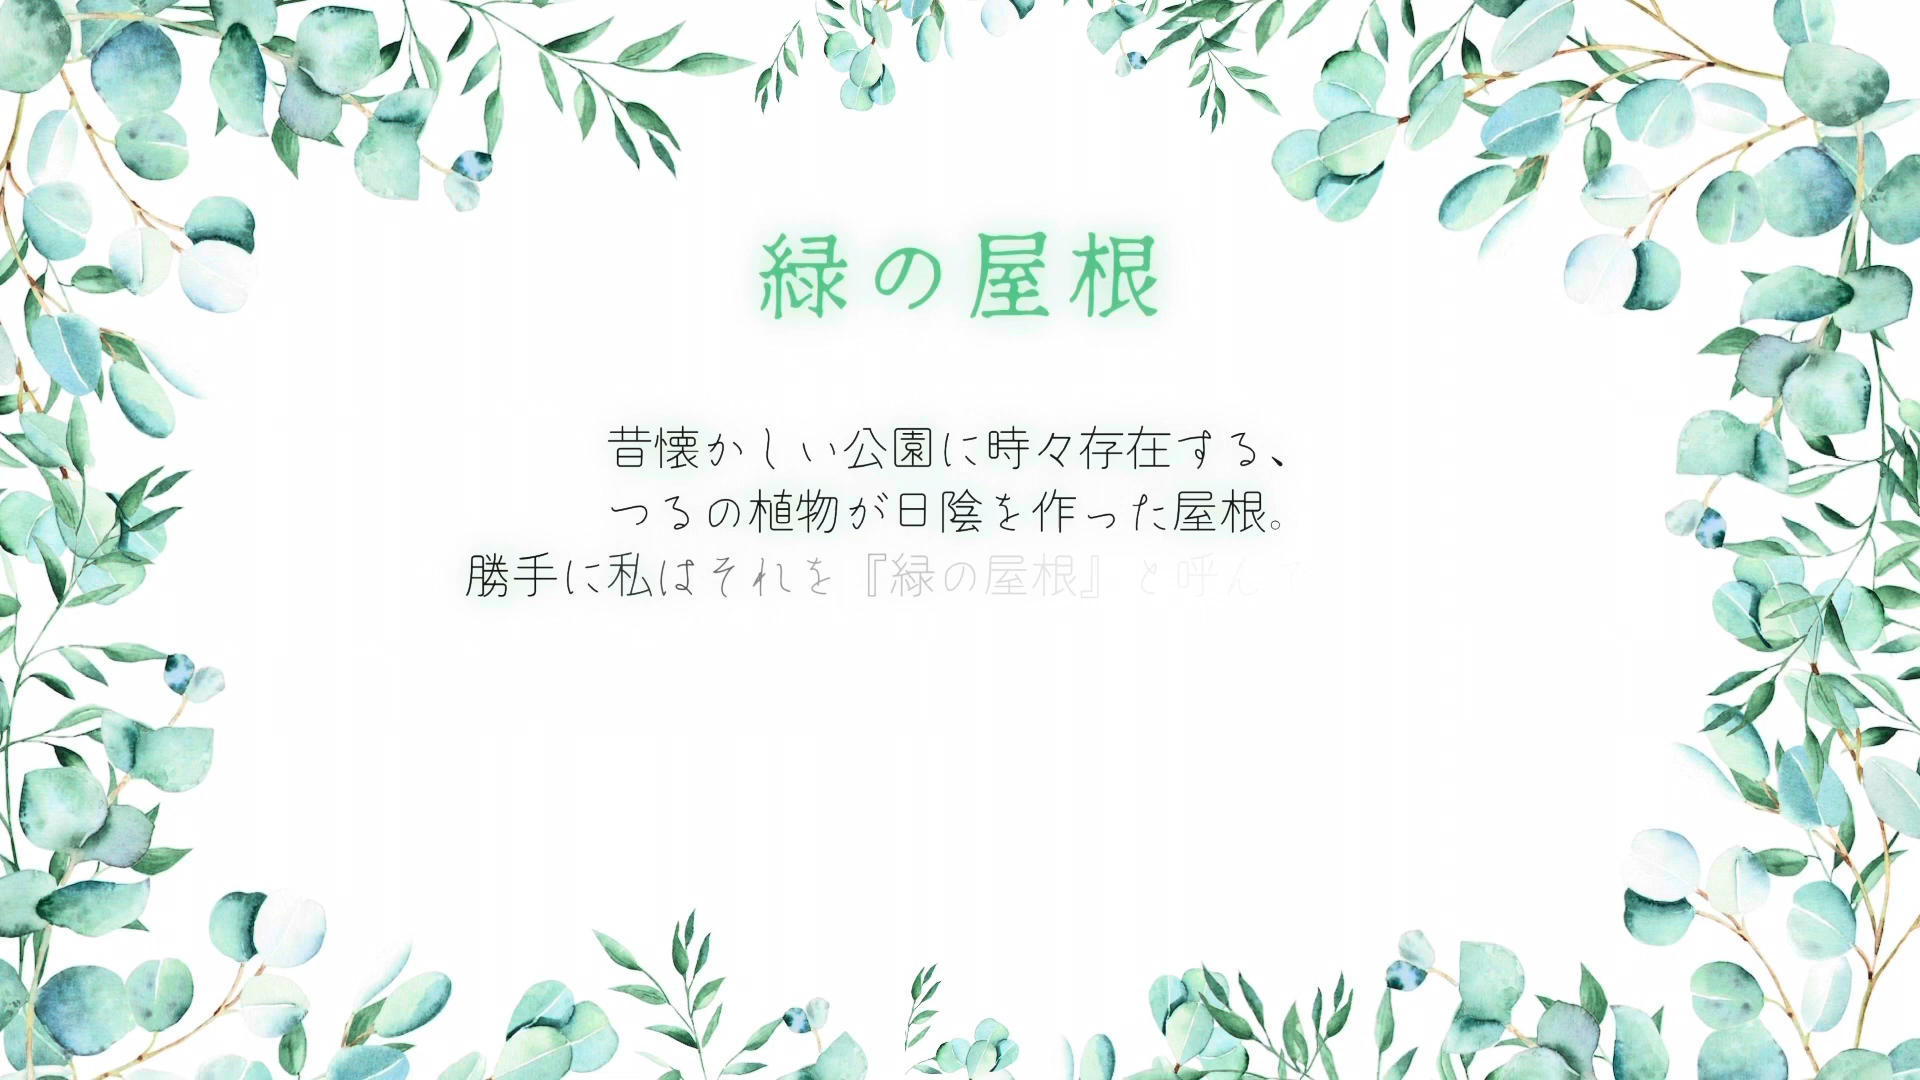 緑の屋根
昔懐かしい公園に時々存在する、
つるの植物が日陰を作った屋根。
勝手に私はそれを『緑の屋根』と呼んで